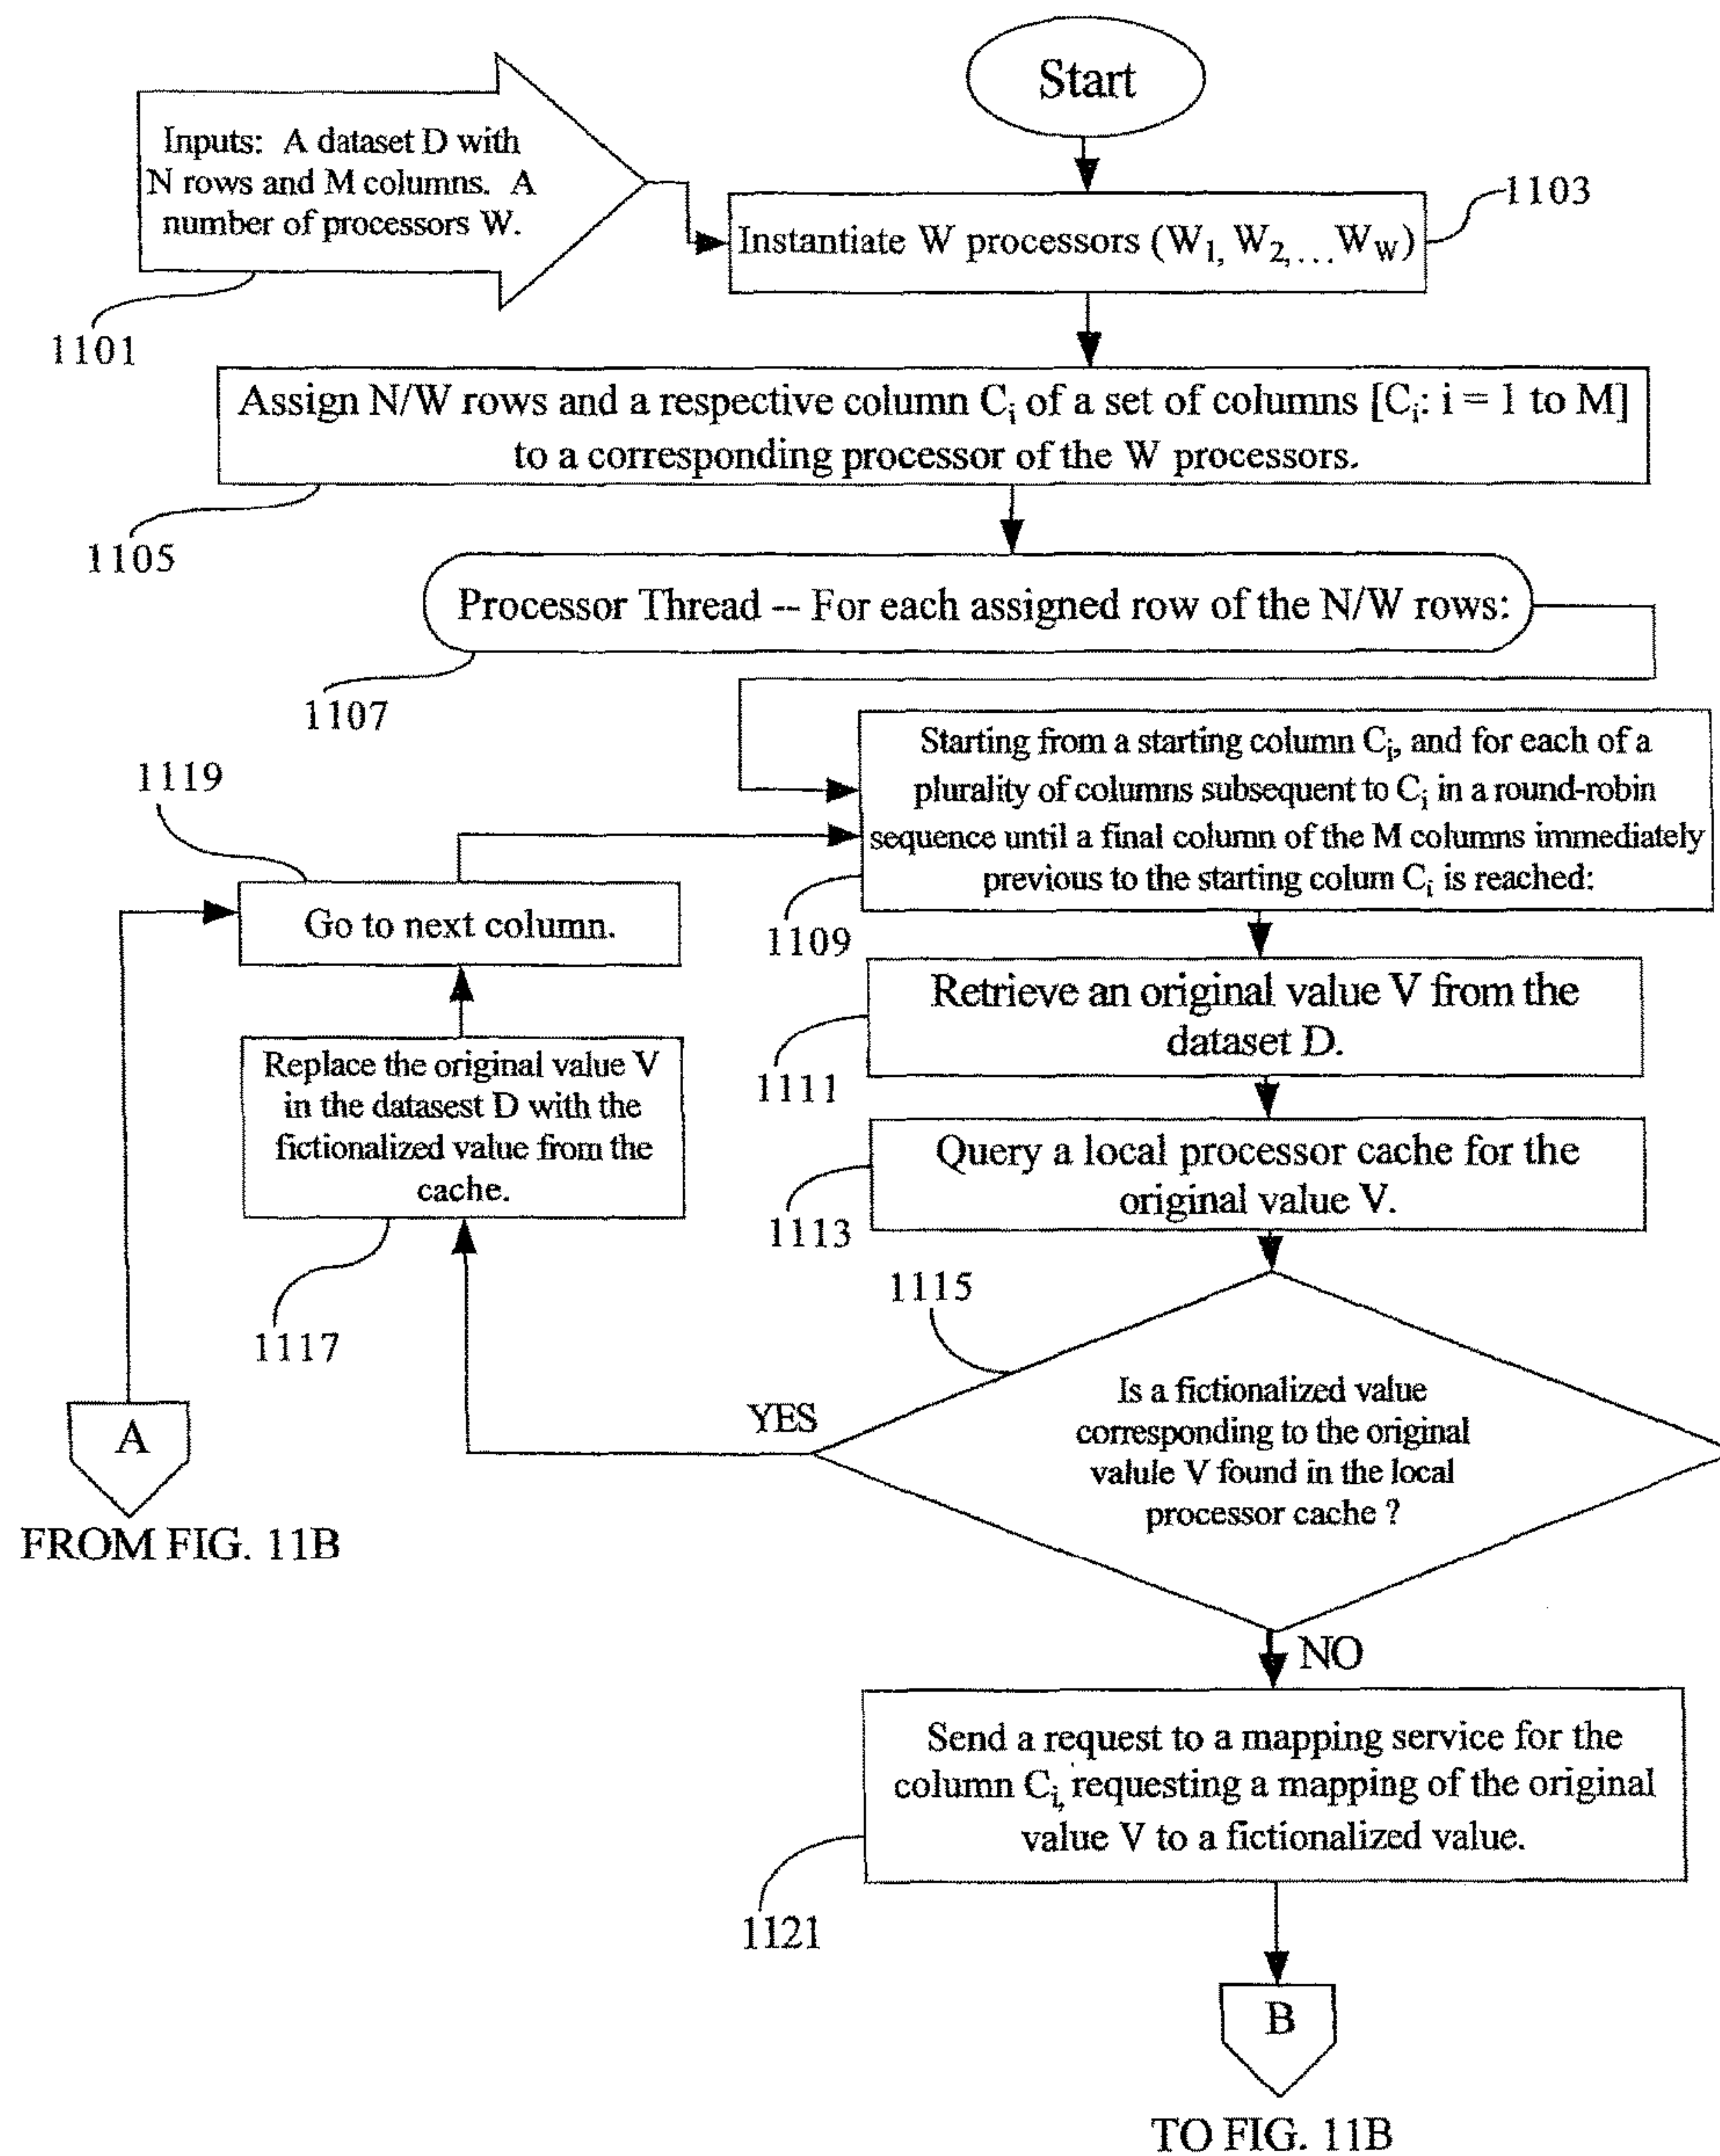 Start
Inputs: A dataset D with
N rows and M columns. A
number of processors W.
1101
Instantiate W processors (W1, W2,...WW)
1103
Assign N/W rows and a respective column Ci of a set of columns [Ci: i = 1 to M]
to a corresponding processor of the W processors.
1105
Processor Thread -- For each assigned row of the N/W rows:
1107
Starting from a starting column Ci, and for each of a
plurality of columns subsequent to Ci in a round-robin
sequence until a final column of the M columns immediately
previous to the starting colum Ci is reached:
1109
1119
Go to next column.
Retrieve an original value V from the
dataset D.
1111
Replace the original value V
in the datasest D with the
fictionalized value from the
cache.
1117
Query a local processor cache for the
original value V.
1113
1115
Is a fictionalized value
corresponding to the original
valule V found in the local
processor cache ?
YES
A
FROM FIG. 11B
NO
Send a request to a mapping service for the
column Ci, requesting a mapping of the original
value V to a fictionalized value.
1121
B
TO FIG. 11B